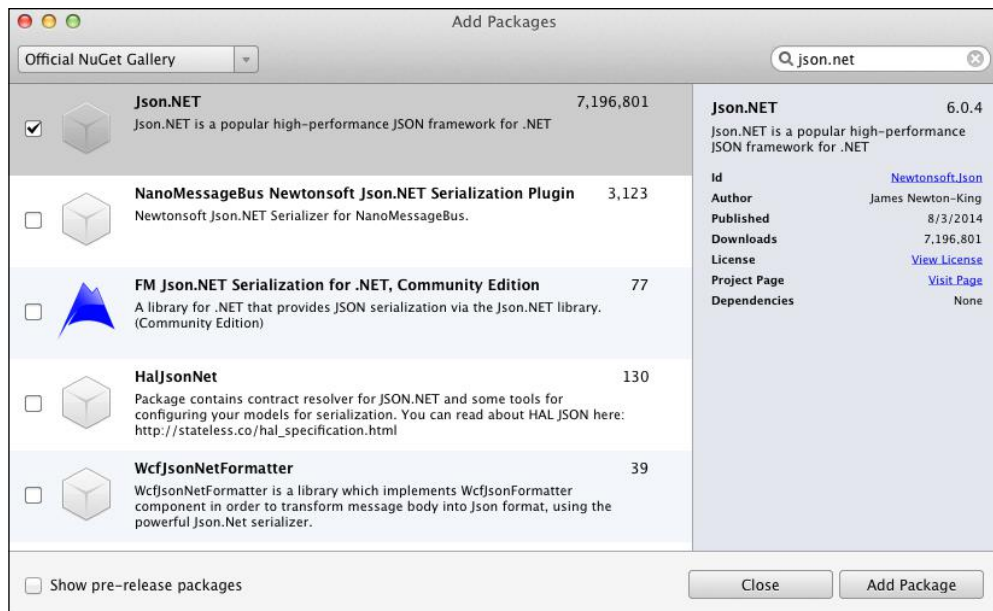 Add Packages
Official NuGet Gallery
json.net
Json.NET 7,196,801
Json.NET is a popular high-performance JSON framework for .NET
NanoMessageBus Newtonsoft Json.NET Serialization Plugin 3,123
Newtonsoft Json.NET Serializer for NanoMessageBus.
FM Json.NET Serialization for .NET, Community Edition 77
A library for .NET that provides JSON serialization via the Json.NET library.
(Community Edition)
HalJsonNet 130
Package contains contract resolver for JSON.NET and some tools for
configuring your models for serialization. You can read about HAL JSON here:
http://stateless.co/hal_specification.html
WcfJsonNetFormatter 39
WcfJsonNetFormatter is a library which implements WcfJsonFormatter
component in order to transform message body into Json format, using the
powerful Json.Net serializer.
Json.NET 6.0.4
Json.NET is a popular high-performance
JSON framework for .NET
Id Newtonsoft.Json
Author James Newton-King
Published 8/3/2014
Downloads 7,196,801
License View License
Project Page Visit Page
Dependencies None
Show pre-release packages
Close
Add Package